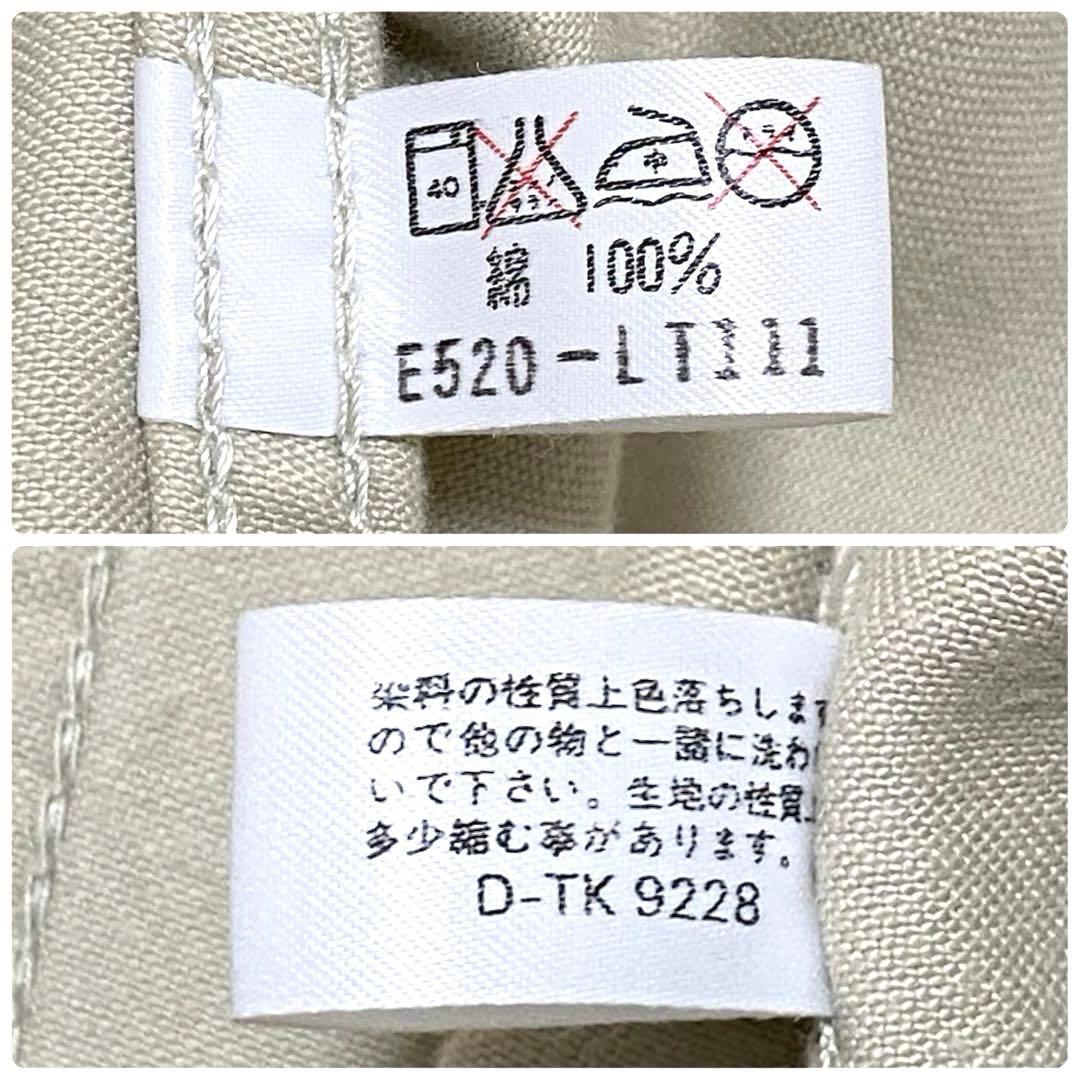 40
中
綿 100%
E520-LT111
染料の性質上色落ちします
ので他の物と一諸に洗わ
いで下さい。生地の性質上
多少縮む事があります。
D-TK 9228